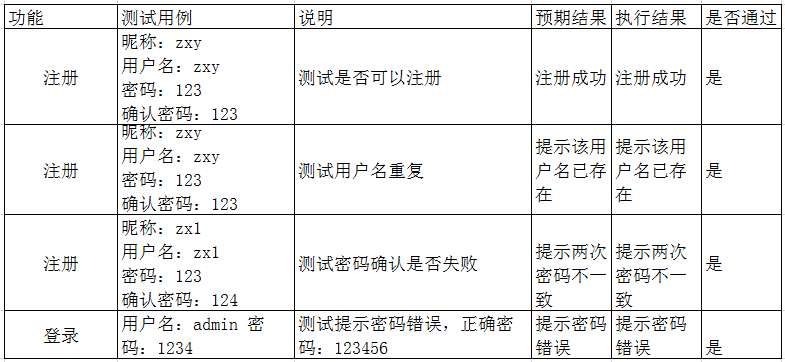 功能 测试用例 说明 预期结果 执行结果 是否通过
注册
昵称：zxy
用户名：zxy
密码：123
确认密码：123
测试是否可以注册
注册成功
注册成功
是
注册
昵称：zxy
用户名：zxy
密码：123
确认密码：123
测试用户名重复
提示该用
户名已存
在
提示该用
户名已存
在
是
注册
昵称：zx1
用户名：zx1
密码：123
确认密码：124
测试密码确认是否失败
提示两次
密码不一
致
提示两次
密码不一
致
是
登录
用户名：admin 密
码：1234
测试提示密码错误，正确密
码：123456
提示密码
错误
提示密码
错误
是